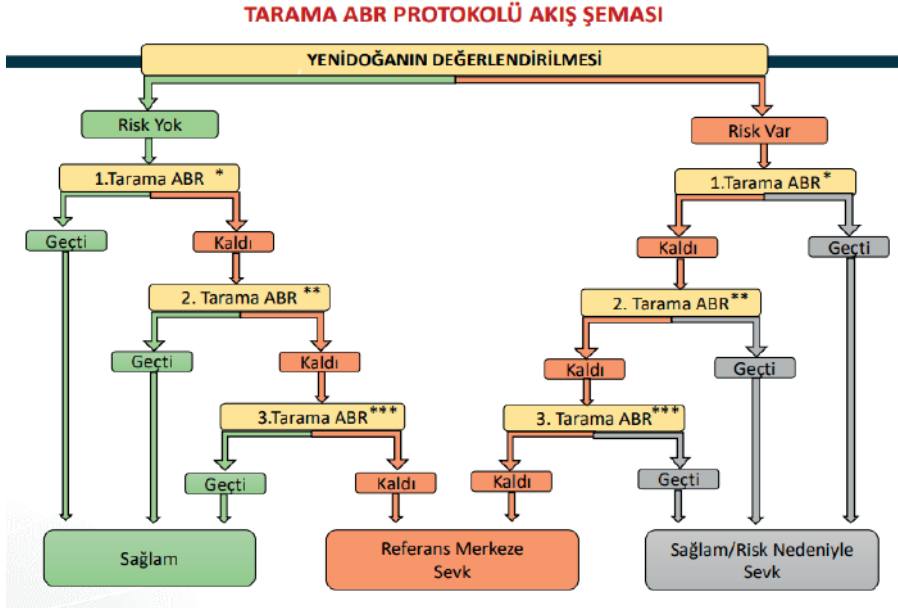 TARAMA ABR PROTOKOLÜ AKIŞ ŞEMASI
YENİDOĞANIN DEĞERLENDİRİLMESİ
Risk Yok
Risk Var
1.Tarama ABR *
1.Tarama ABR *
Geçti
Kaldı
Kaldı
Geçti
2. Tarama ABR **
2. Tarama ABR **
Geçti
Kaldı
Kaldı
Geçti
3.Tarama ABR ***
3. Tarama ABR ***
Geçti
Kaldı
Kaldı
Geçti
Sağlam
Referans Merkeze
Sevk
Sağlam/Risk Nedeniyle
Sevk